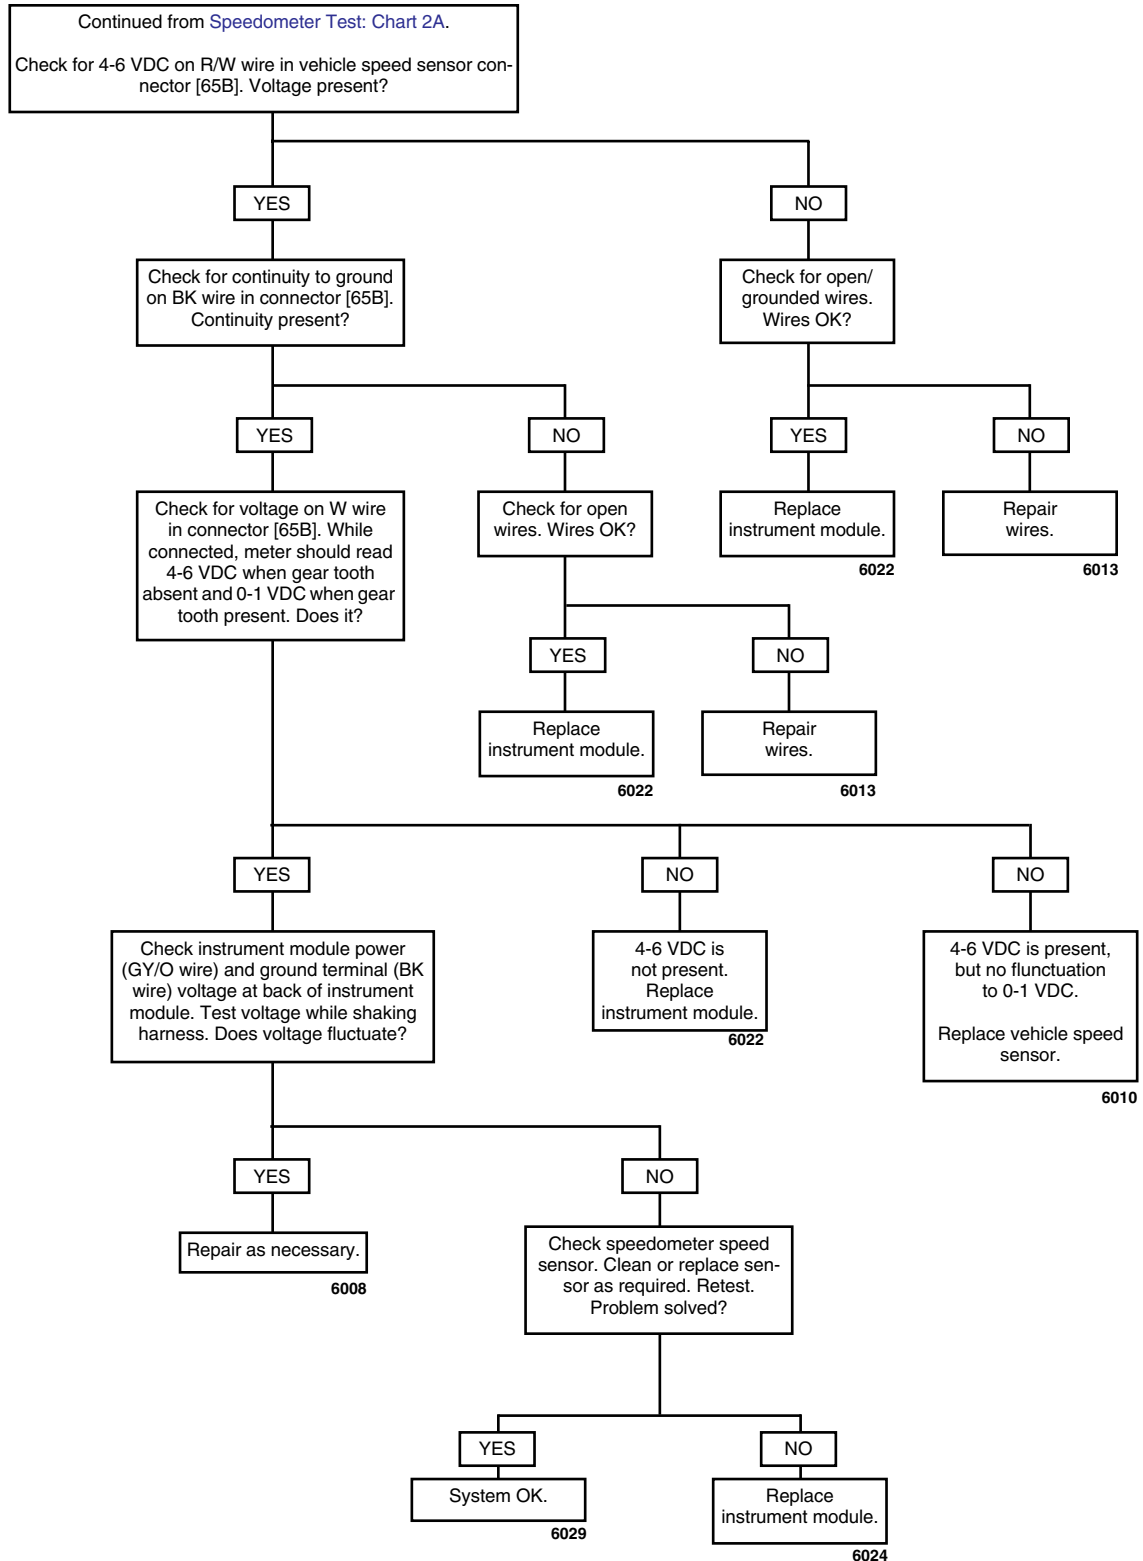 Continued from Speedometer Test: Chart 2A.
Check for 4-6 VDC on R/W wire in vehicle speed sensor con-
nector [65B]. Voltage present?
YES
NO
Check for continuity to ground
on BK wire in connector [65B].
Continuity present?
Check for open/
grounded wires.
Wires OK?
YES
NO
YES
NO
Check for voltage on W wire
in connector [65B]. While
connected, meter should read
4-6 VDC when gear tooth
absent and 0-1 VDC when gear
tooth present. Does it?
Check for open
wires. Wires OK?
Replace
instrument module.
6022
Repair
wires.
6013
YES
NO
Replace
instrument module.
6022
Repair
wires.
6013
YES
NO
NO
Check instrument module power
(GY/O wire) and ground terminal (BK
wire) voltage at back of instrument
module. Test voltage while shaking
harness. Does voltage fluctuate?
4-6 VDC is
not present.
Replace
instrument module.
6022
4-6 VDC is present,
but no flunctuation
to 0-1 VDC.
Replace vehicle speed
sensor.
6010
YES
NO
Repair as necessary.
6008
Check speedometer speed
sensor. Clean or replace sen-
sor as required. Retest.
Problem solved?
YES
NO
System OK.
6029
Replace
instrument module.
6024